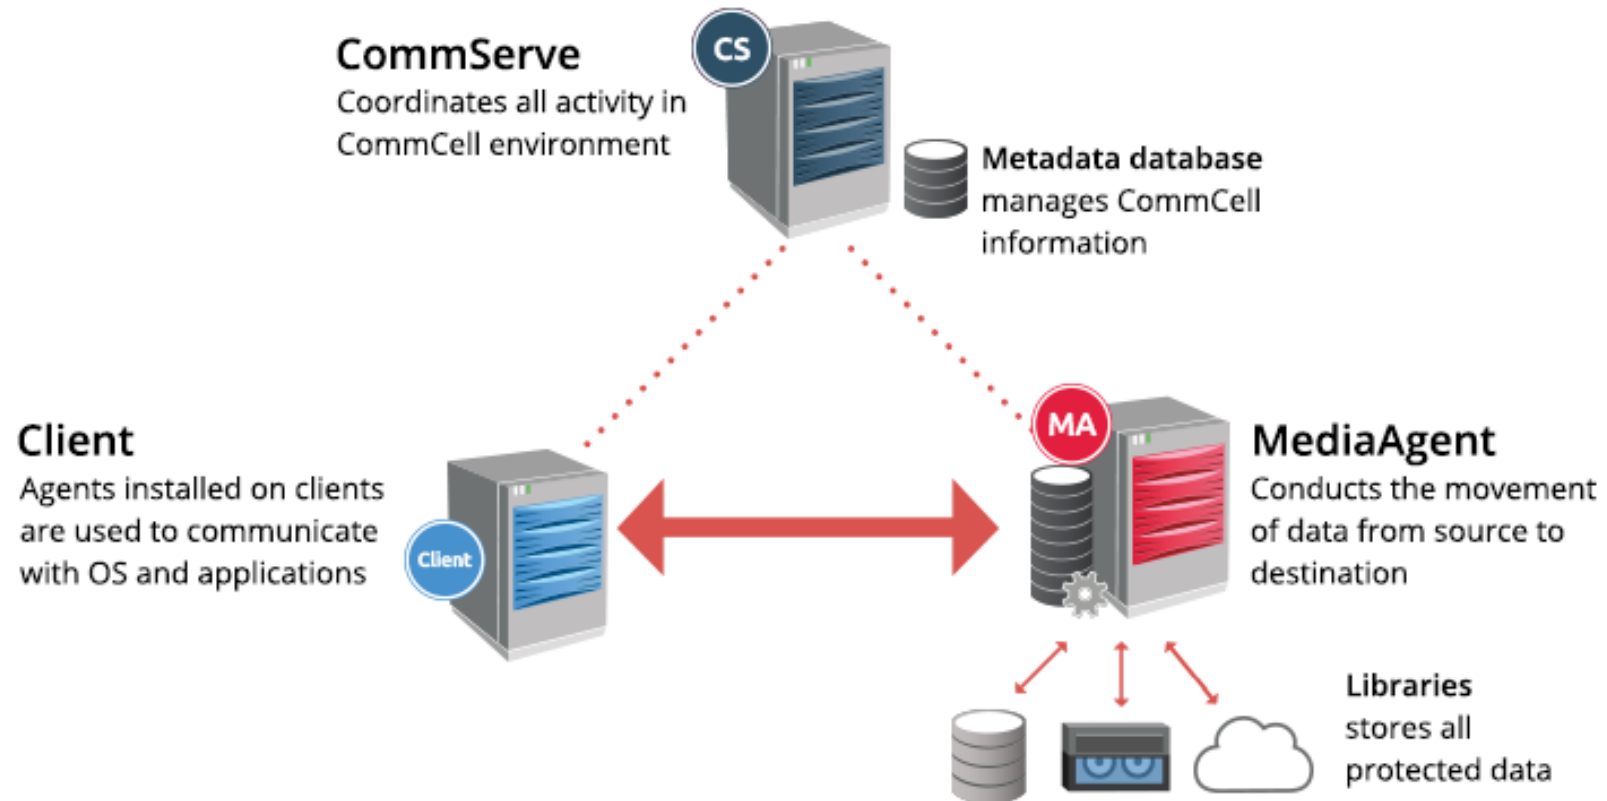 CommServe
Coordinates all activity in
CommCell environment
CS
Metadata database
manages CommCell
information
Client
Agents installed on clients
are used to communicate
with OS and applications
Client
MA
MediaAgent
Conducts the movement
of data from source to
destination
Libraries
stores all
protected data